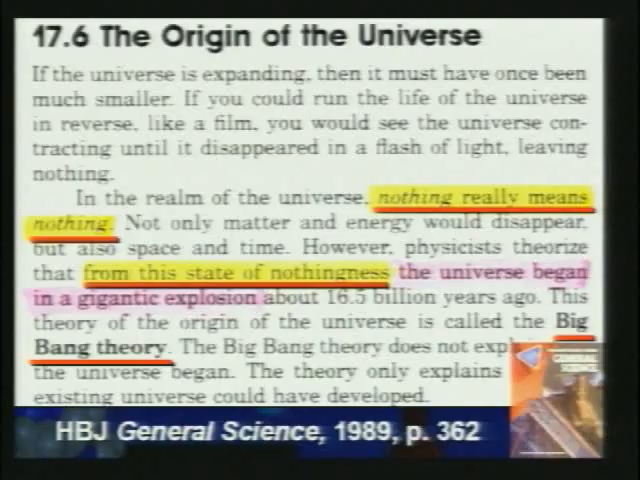 17.6 The Origin of the Universe
If the universe is expanding, then it must have once been
much smaller. If you could run the life of the universe
in reverse, like a film, you would see the universe con-
tracting until it disappeared in a flash of light, leaving
nothing.
In the realm of the universe, nothing really means
nothing. Not only matter and energy would disappear,
but also space and time. However, physicists theorize
that from this state of nothingness the universe began
in a gigantic explosion about 16.5 billion years ago. This
theory of the origin of the universe is called the Big
Bang theory. The Big Bang theory does not exp
the universe began. The theory only explains
existing universe could have developed.
HBJ General Science, 1989, p. 362